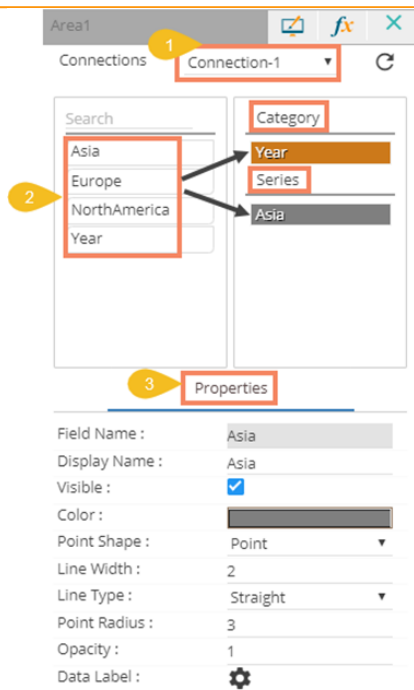 Area1 fx
1
Connections Connection-1
Search
Asia
Europe
NorthAmerica
Year
2
Category
Year
Series
Asia
3
Properties
Field Name : Asia
Display Name : Asia
Visible :
Color :
Point Shape : Point
Line Width : 2
Line Type : Straight
Point Radius : 3
Opacity : 1
Data Label :